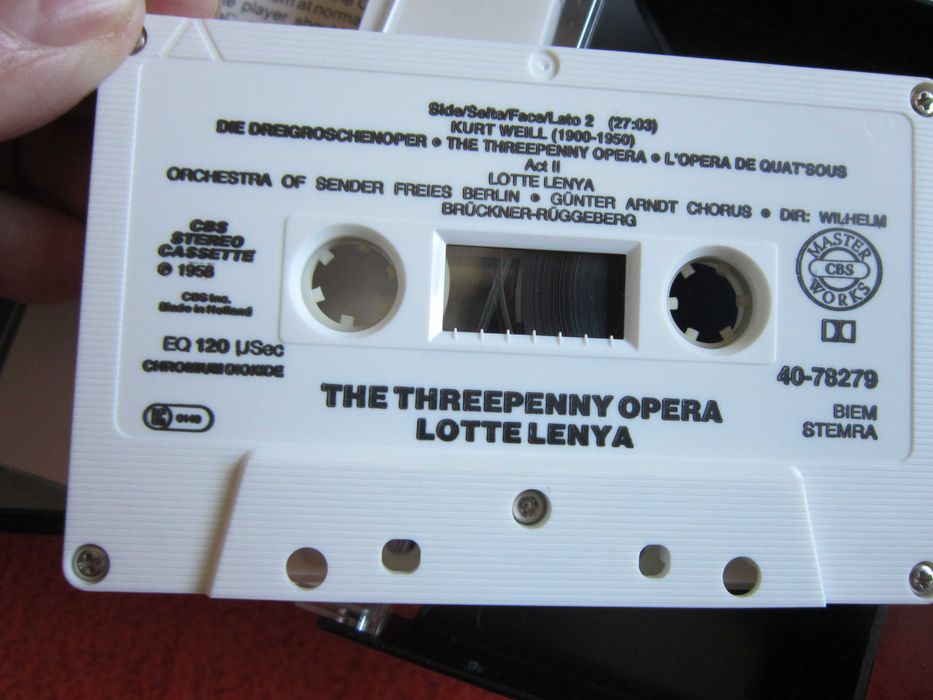 at norma
player
Side/Seite/Face/Lato 2 (27:03)
KURT WEILL (1900-1950)
DIE DREIGROSCHENOPER • THE THREEPENNY OPERA • L'OPERA DE QUAT'SOUS
Act II
LOTTE LENYA
ORCHESTRA OF SENDER FREIES BERLIN • GÜNTER ARNDT CHORUS • DIR: WILHELM
BRÜCKNER-RÜGGEBERG
CBS
STEREO
CASSETTE
℗ 1958
CBS Inc.
Made in Holland
EQ 120 µSec
CHROMIUM DIOXIDE
MASTER
CBS
WORKS
40-78279
BIEM
STEMRA
THE THREEPENNY OPERA
LOTTE LENYA